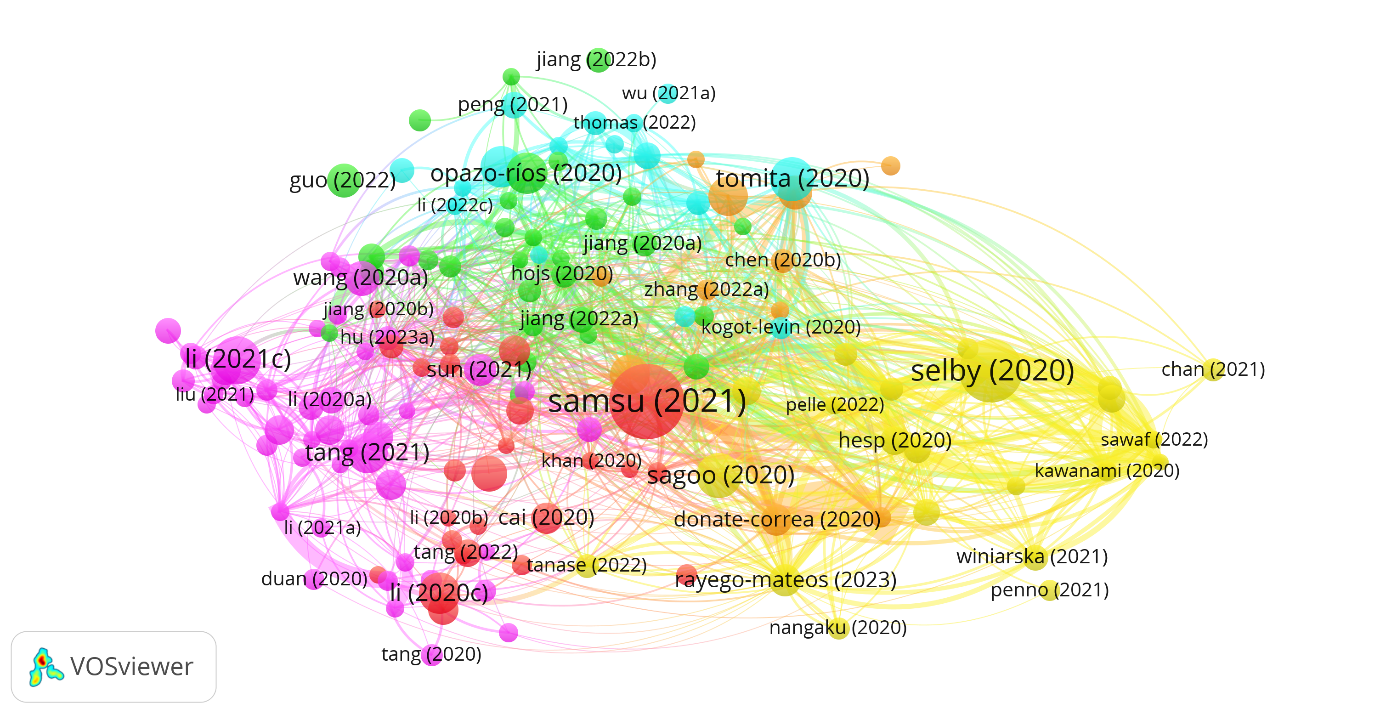 jiang (2022b)
wu (2021a)
peng (2021)
thomas (2022)
opazo-ríos (2020)
tomita (2020)
guo (2022)
li (2022c)
jiang (2020a)
chen (2020b)
hojs (2020)
wang (2020a)
zhang (2022a)
jiang (2020b)
jiang (2022a)
kogot-levin (2020)
hu (2023a)
li (2021c)
sun (2021)
selby (2020)
chan (2021)
liu (2021)
li (2020a)
samsu (2021)
pelle (2022)
hesp (2020)
sawaf (2022)
tang (2021)
khan (2020)
kawanami (2020)
sagoo (2020)
li (2020b)
cai (2020)
donate-correa (2020)
li (2021a)
tang (2022)
winiarska (2021)
tanase (2022)
duan (2020)
rayego-mateos (2023)
li (2020c)
penno (2021)
nangaku (2020)
tang (2020)
VOSviewer